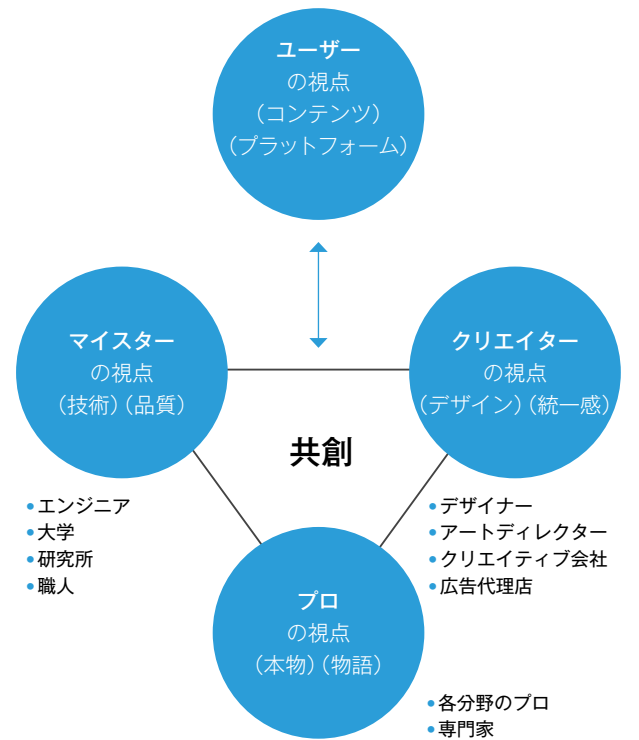 ユーザー
の視点
(コンテンツ)
(プラットフォーム)
マイスター
の視点
(技術)(品質)
クリエイター
の視点
(デザイン)(統一感)
共創
•エンジニア
•大学
•研究所
•職人
•デザイナー
•アートディレクター
•クリエイティブ会社
•広告代理店
プロ
の視点
(本物)(物語)
•各分野のプロ
•専門家